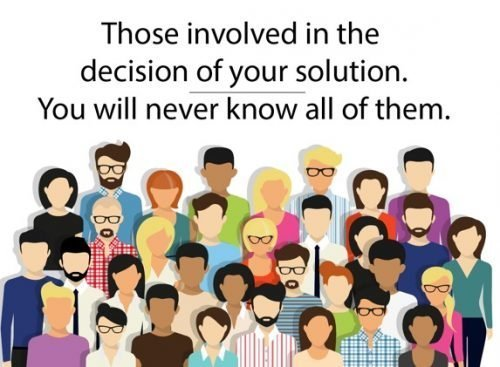 Those involved in the
decision of your solution.
You will never know all of them.